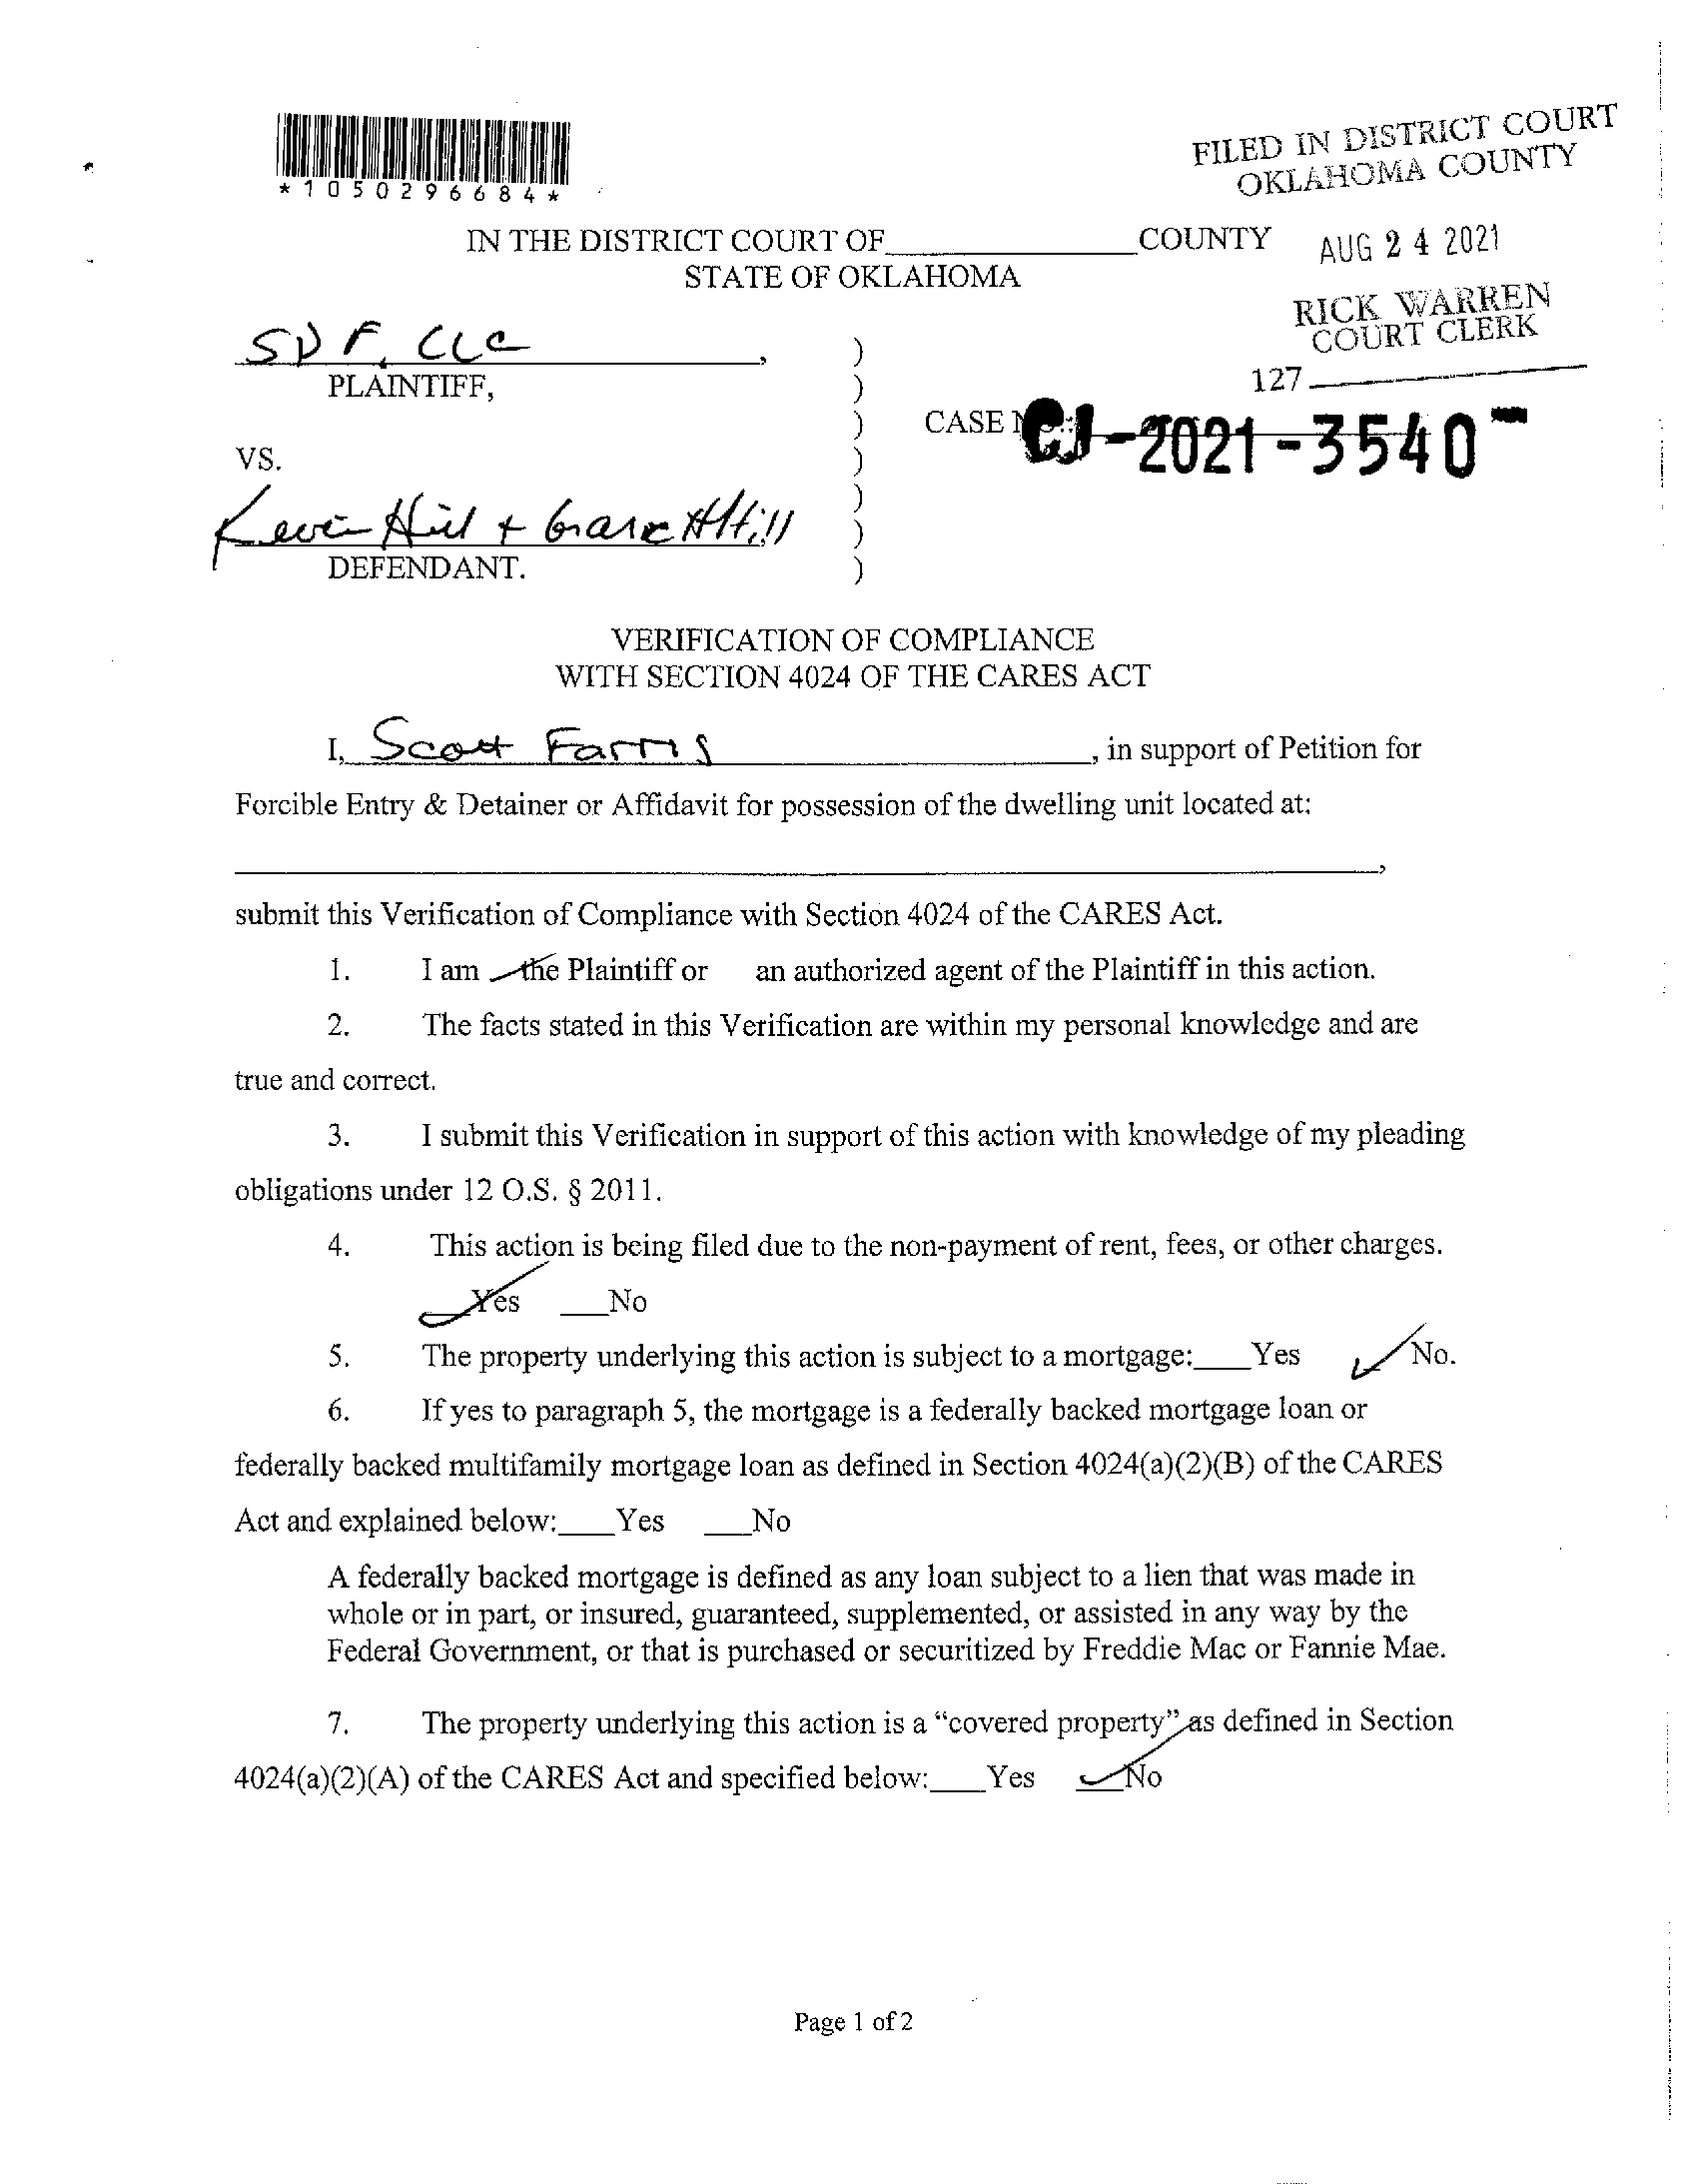 *1050296684*
FILED IN DISTRICT COURT
OKLAHOMA COUNTY
IN THE DISTRICT COURT OF____________COUNTY
AUG 24 2021
STATE OF OKLAHOMA
RICK WARREN
COURT CLERK
SDF, LLC,
PLAINTIFF,
127
CASE NO.: CJ-2021-3540
VS.
Kevin Hill + Hill
DEFENDANT.
VERIFICATION OF COMPLIANCE
WITH SECTION 4024 OF THE CARES ACT
I, Scott Farris, in support of Petition for
Forcible Entry & Detainer or Affidavit for possession of the dwelling unit located at:
____________,
submit this Verification of Compliance with Section 4024 of the CARES Act.
1. I am ✓ the Plaintiff or an authorized agent of the Plaintiff in this action.
2. The facts stated in this Verification are within my personal knowledge and are
true and correct.
3. I submit this Verification in support of this action with knowledge of my pleading
obligations under 12 O.S. § 2011.
4. This action is being filed due to the non-payment of rent, fees, or other charges.
✓ Yes ___No
5. The property underlying this action is subject to a mortgage:___Yes ✓ No.
6. If yes to paragraph 5, the mortgage is a federally backed mortgage loan or
federally backed multifamily mortgage loan as defined in Section 4024(a)(2)(B) of the CARES
Act and explained below:___Yes ___No
A federally backed mortgage is defined as any loan subject to a lien that was made in
whole or in part, or insured, guaranteed, supplemented, or assisted in any way by the
Federal Government, or that is purchased or securitized by Freddie Mac or Fannie Mae.
7. The property underlying this action is a “covered property” as defined in Section
4024(a)(2)(A) of the CARES Act and specified below:___Yes ✓ No
Page 1 of 2